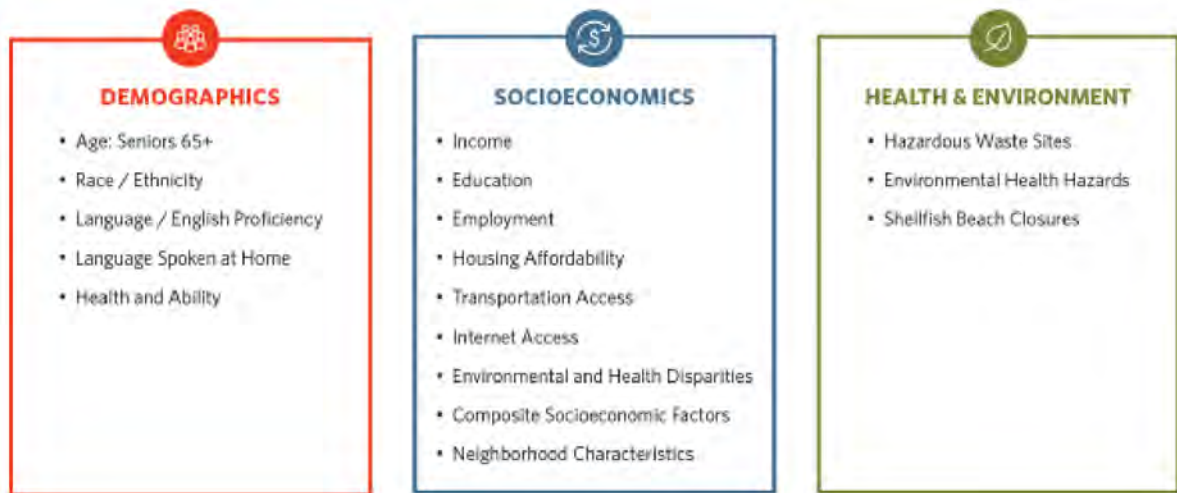 DEMOGRAPHICS
• Age: Seniors 65+
• Race / Ethnicity
• Language / English Proficiency
• Language Spoken at Home
• Health and Ability
$
SOCIOECONOMICS
• Income
• Education
• Employment
• Housing Affordability
• Transportation Access
• Internet Access
• Environmental and Health Disparities
• Composite Socioeconomic Factors
• Neighborhood Characteristics
HEALTH & ENVIRONMENT
• Hazardous Waste Sites
• Environmental Health Hazards
• Shellfish Beach Closures